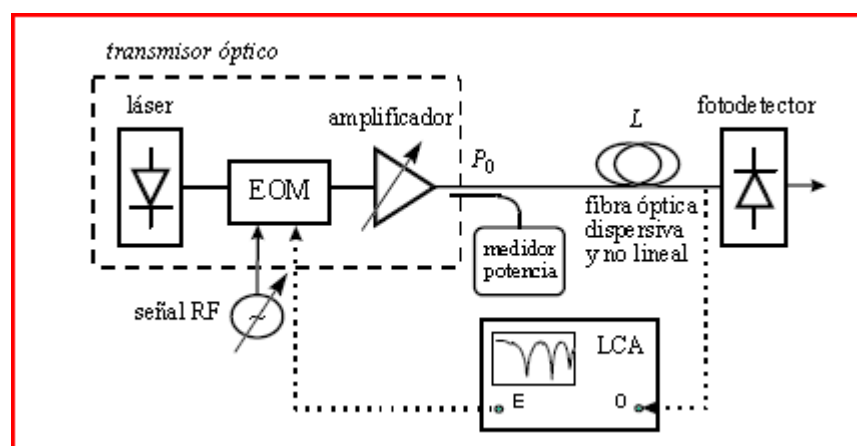 transmisor óptico
láser
amplificador
fotodetector
EOM
P0
L
fibra óptica
dispersiva
y no lineal
medidor
potencia
señal RF
~
LCA
E
O